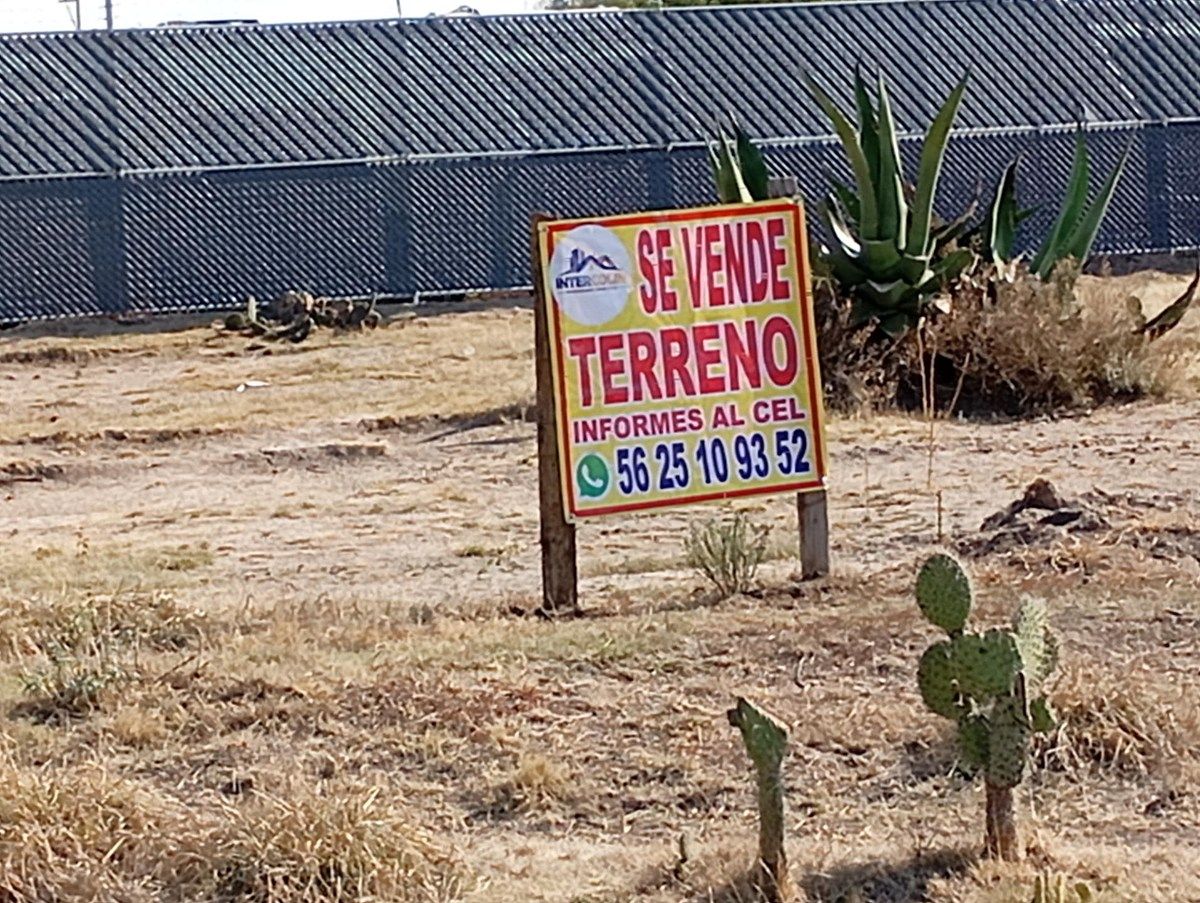 SE VENDE
TERRENO
INFORMES AL CEL
56 25 10 93 52